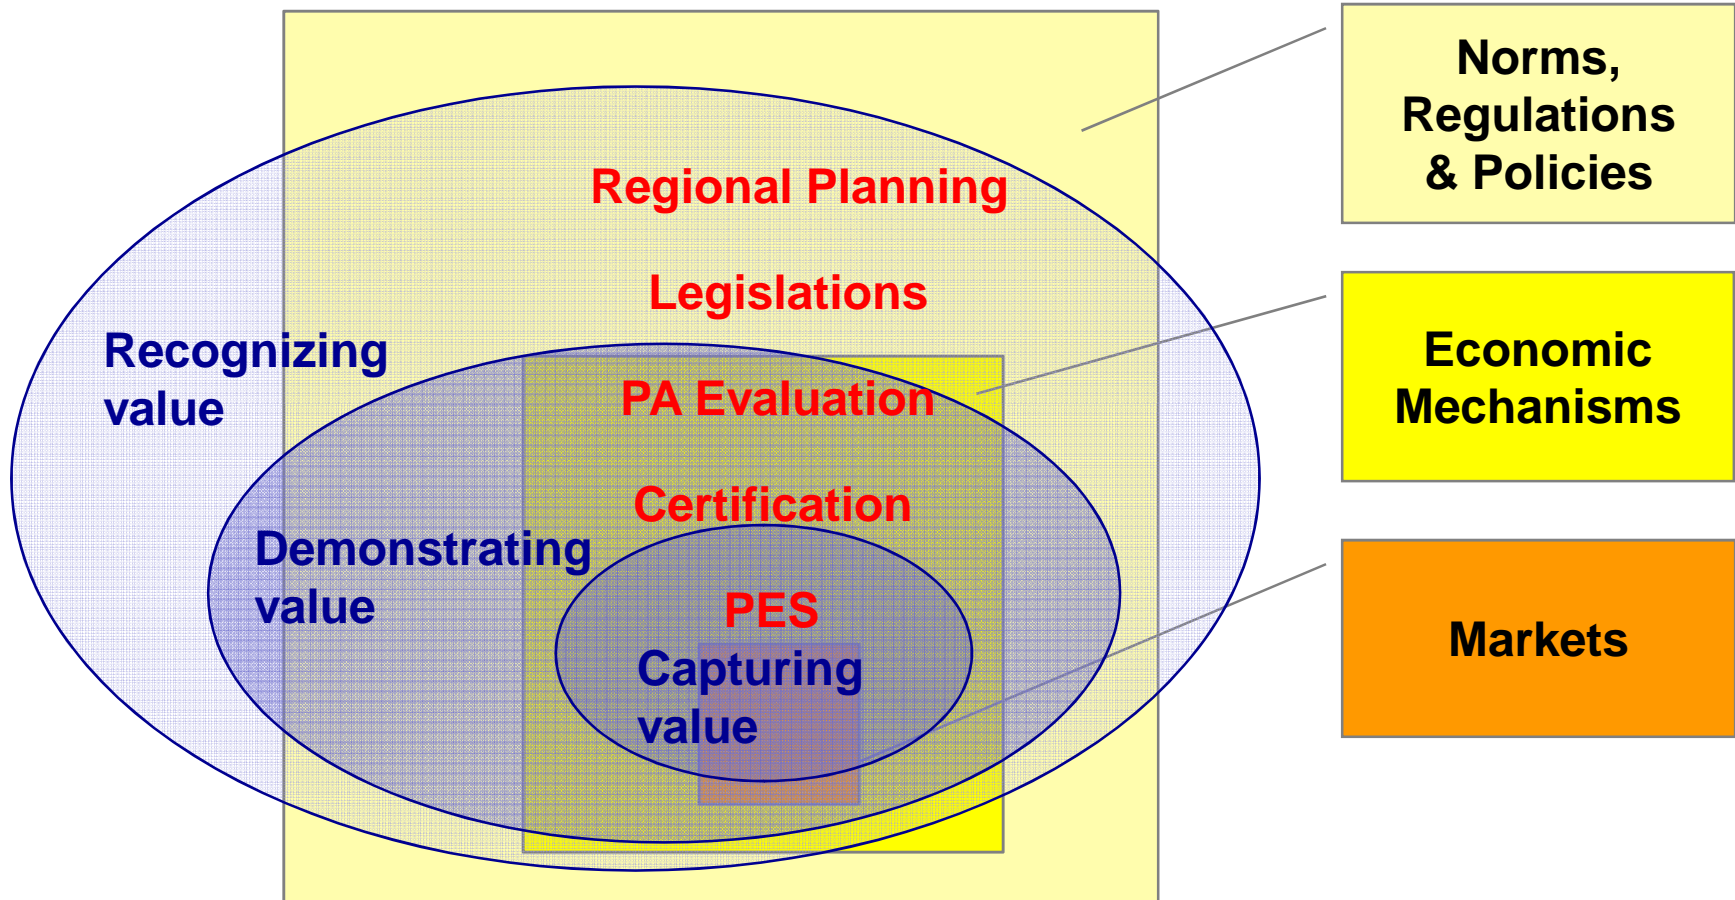 Norms,
Regulations
& Policies
Regional Planning
Legislations
Recognizing
value
Economic
Mechanisms
PA Evaluation
Certification
Demonstrating
value
PES
Capturing
value
Markets